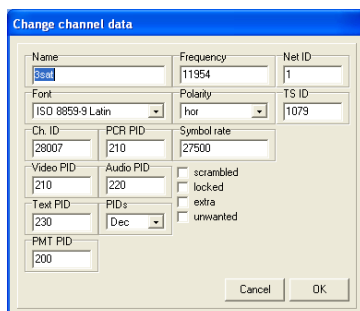 Change channel data
Name Frequency Net ID
3sat 11954 1
Font Polarity TS ID
ISO 8859-9 Latin hor 1079
Ch. ID PCR PID Symbol rate
28007 210 27500
Video PID Audio PID
210 220
scrambled
locked
extra
unwanted
Text PID PIDs
230 Dec
PMT PID
200
Cancel OK